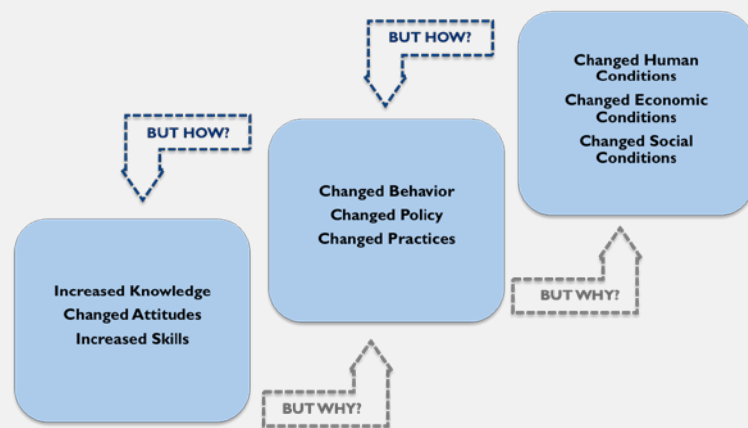 BUT HOW?
Changed Human
Conditions
Changed Economic
Conditions
Changed Social
Conditions
BUT HOW?
Changed Behavior
Changed Policy
Changed Practices
BUT WHY?
Increased Knowledge
Changed Attitudes
Increased Skills
BUT WHY?